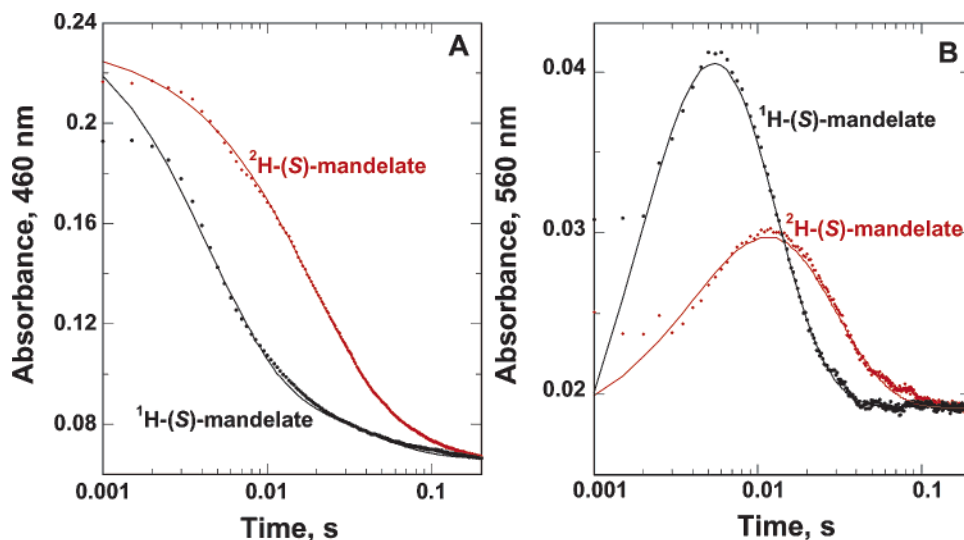 A
Absorbance, 460 nm
0.24
0.2
0.16
0.12
0.08
²H-(S)-mandelate
¹H-(S)-mandelate
0.001
0.01
0.1
Time, s
B
Absorbance, 560 nm
0.04
0.03
0.02
¹H-(S)-mandelate
²H-(S)-mandelate
0.001
0.01
0.1
Time, s